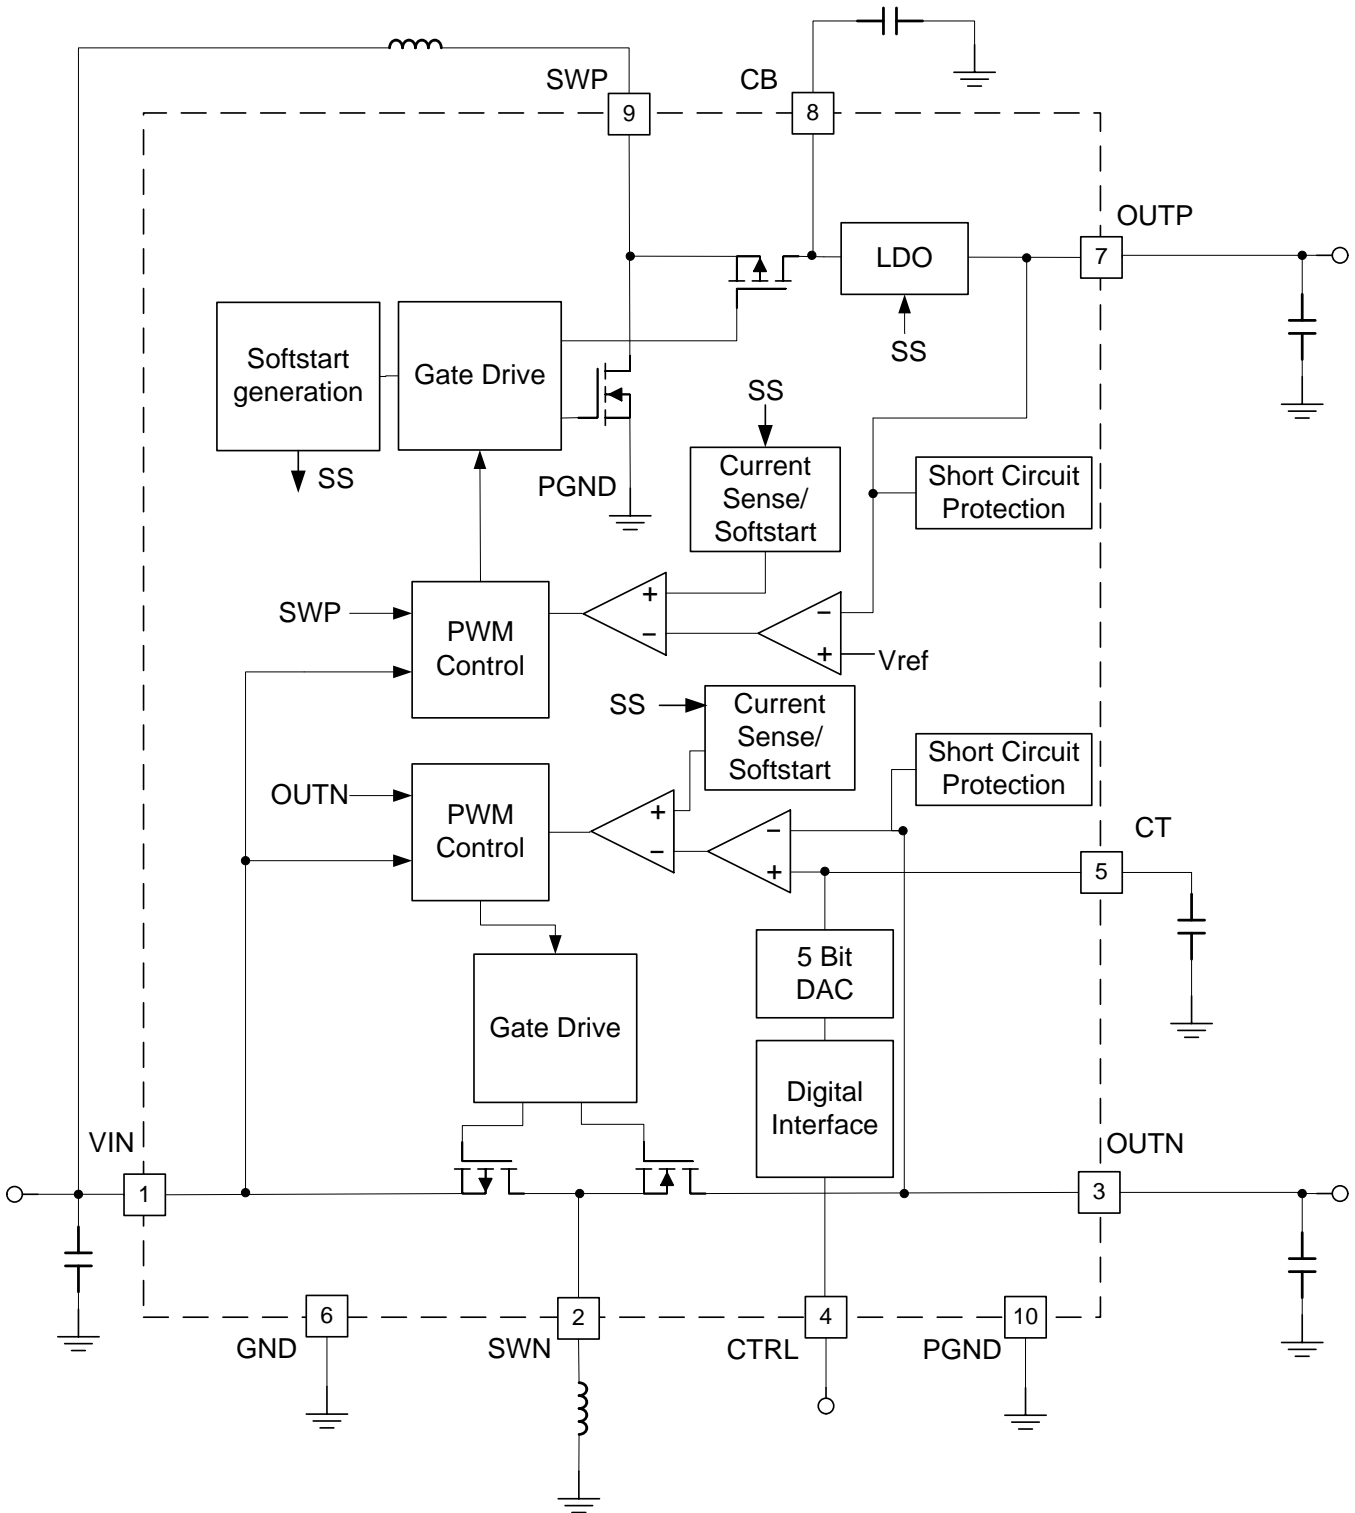 SWP
CB
9
8
OUTP
7
LDO
SS
Softstart
generation
Gate Drive
SS
SS
PGND
Current
Sense/
Softstart
Short Circuit
Protection
SWP
PWM
Control
+
−
−
+
Vref
SS
Current
Sense/
Softstart
Short Circuit
Protection
OUTN
PWM
Control
+
−
−
+
CT
5
5 Bit
DAC
Gate Drive
Digital
Interface
VIN
1
OUTN
3
6
2
4
10
GND
SWN
CTRL
PGND